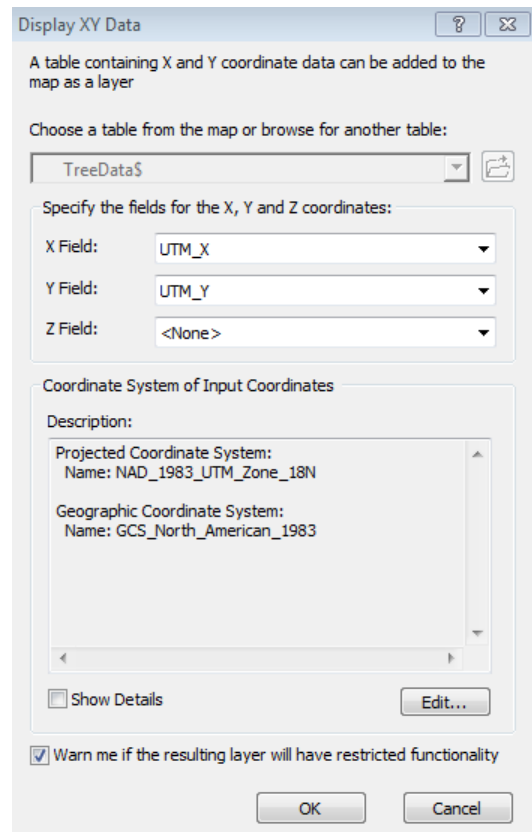 Display XY Data
?
A table containing X and Y coordinate data can be added to the
map as a layer
Choose a table from the map or browse for another table:
TreeData$
Specify the fields for the X, Y and Z coordinates:
X Field: UTM_X
Y Field: UTM_Y
Z Field: <None>
Coordinate System of Input Coordinates
Description:
Projected Coordinate System:
Name: NAD_1983_UTM_Zone_18N
Geographic Coordinate System:
Name: GCS_North_American_1983
Show Details Edit...
Warn me if the resulting layer will have restricted functionality
OK Cancel